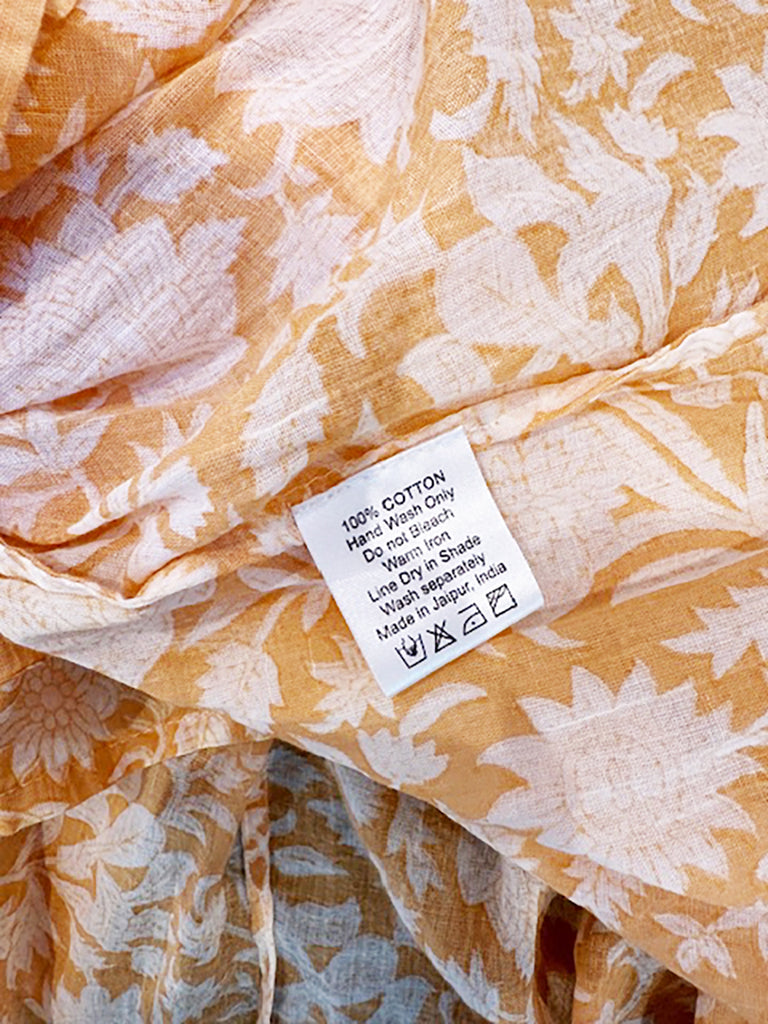 100% COTTON
Hand Wash Only
Do not Bleach
Warm Iron
Line Dry in Shade
Wash separately
Made in Jaipur, India